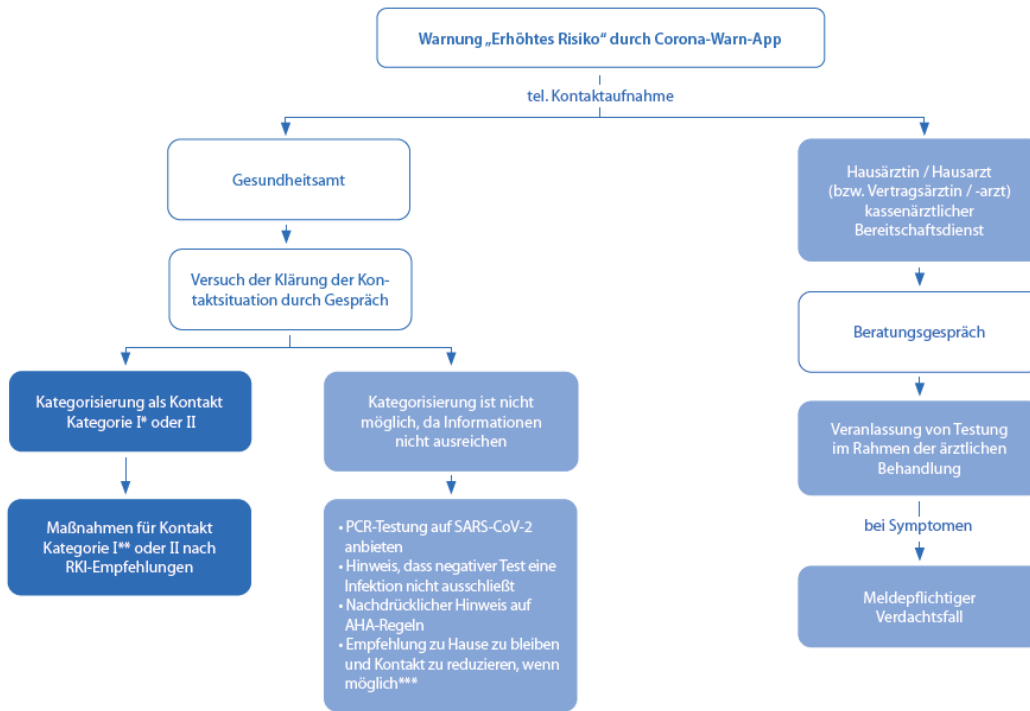 Warnung „Erhöhtes Risiko“ durch Corona-Warn-App
tel. Kontaktaufnahme
Gesundheitsamt
Versuch der Klärung der Kon-
taktsituation durch Gespräch
Kategorisierung als Kontakt
Kategorie I* oder II
Maßnahmen für Kontakt
Kategorie I** oder II nach
RKI-Empfehlungen
Kategorisierung ist nicht
möglich, da Informationen
nicht ausreichen
• PCR-Testung auf SARS-CoV-2
anbieten
• Hinweis, dass negativer Test eine
Infektion nicht ausschließt
• Nachdrücklicher Hinweis auf
AHA-Regeln
• Empfehlung zu Hause zu bleiben
und Kontakt zu reduzieren, wenn
möglich***
Hausärztin / Hausarzt
(bzw. Vertragsärztin / -arzt)
kassenärztlicher
Bereitschaftsdienst
Beratungsgespräch
Veranlassung von Testung
im Rahmen der ärztlichen
Behandlung
bei Symptomen
Meldepflichtiger
Verdachtsfall